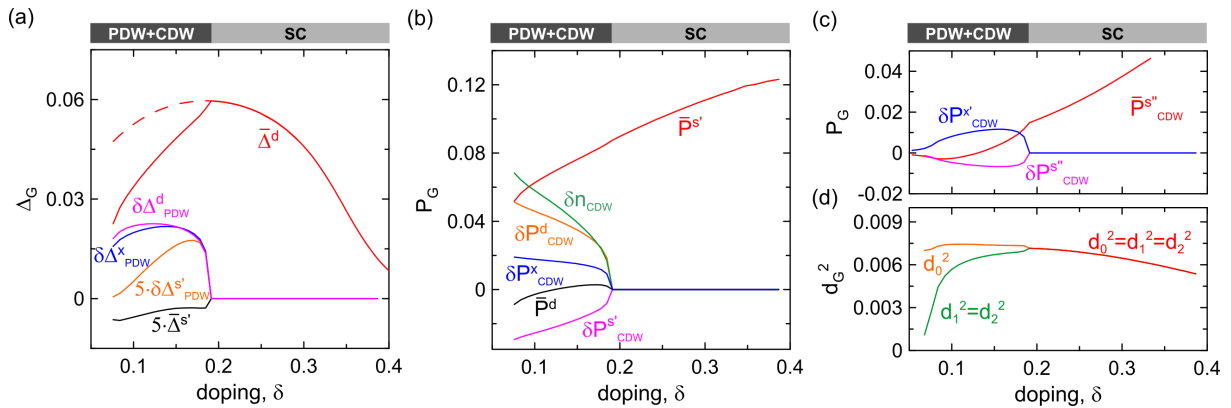 (a)
PDW+CDW SC
0.06
0.03
0
Δ_G
Δ̄^d
δΔ^d_PDW
δΔ^x_PDW
5·δΔ^s'_PDW
5·Δ̄^s'
0.1 0.2 0.3 0.4
doping, δ
(b)
PDW+CDW SC
0.12
0.08
0.04
0
P_G
P̄^s'
δn_CDW
δP^d_CDW
δP^x_CDW
P̄^d
δP^s'_CDW
0.1 0.2 0.3 0.4
doping, δ
(c)
PDW+CDW SC
0.04
0.02
0
-0.02
P_G
δP^x'_CDW
P̄^s''_CDW
δP^s''_CDW
(d)
0.009
0.006
0.003
0
d_G^2
d_0^2
d_0^2=d_1^2=d_2^2
d_1^2=d_2^2
0.1 0.2 0.3 0.4
doping, δ